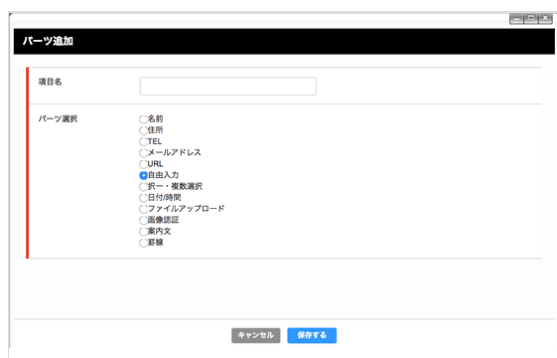 パーツ追加
項目名
パーツ選択
名前
住所
TEL
メールアドレス
URL
自由入力
択一・複数選択
日付/時間
ファイルアップロード
画像認証
案内文
罫線
キャンセル
保存する